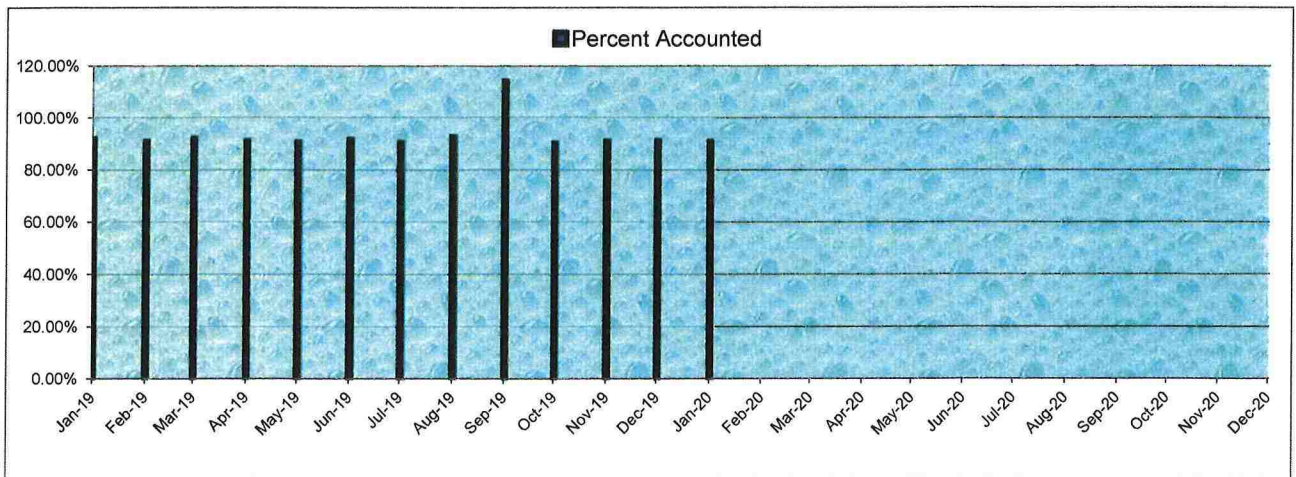 Percent Accounted
120.00%
100.00%
80.00%
60.00%
40.00%
20.00%
0.00%
Jan-19
Feb-19
Mar-19
Apr-19
May-19
Jun-19
Jul-19
Aug-19
Sep-19
Oct-19
Nov-19
Dec-19
Jan-20
Feb-20
Mar-20
Apr-20
May-20
Jun-20
Jul-20
Aug-20
Sep-20
Oct-20
Nov-20
Dec-20